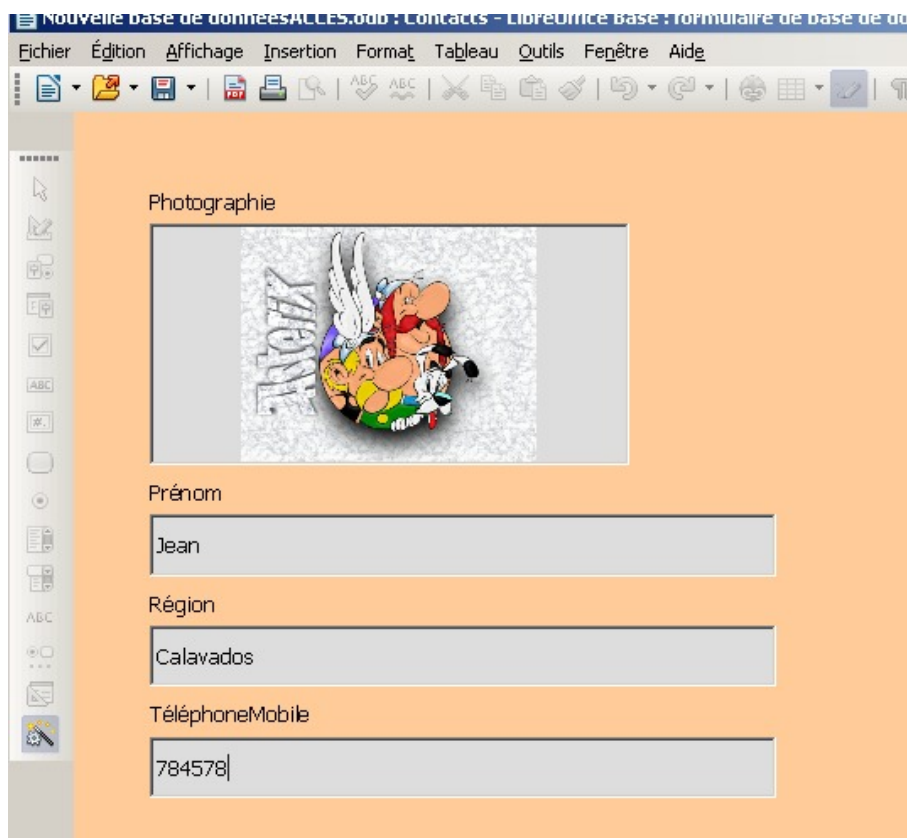 Nouvelle base de donnéesACCES.odb : Contacts - LibreOffice Base : formulaire de base de do
Fichier Édition Affichage Insertion Format Tableau Outils Fenêtre Aide
Photographie
Asterix
Prénom
Jean
Région
Calavados
TéléphoneMobile
784578